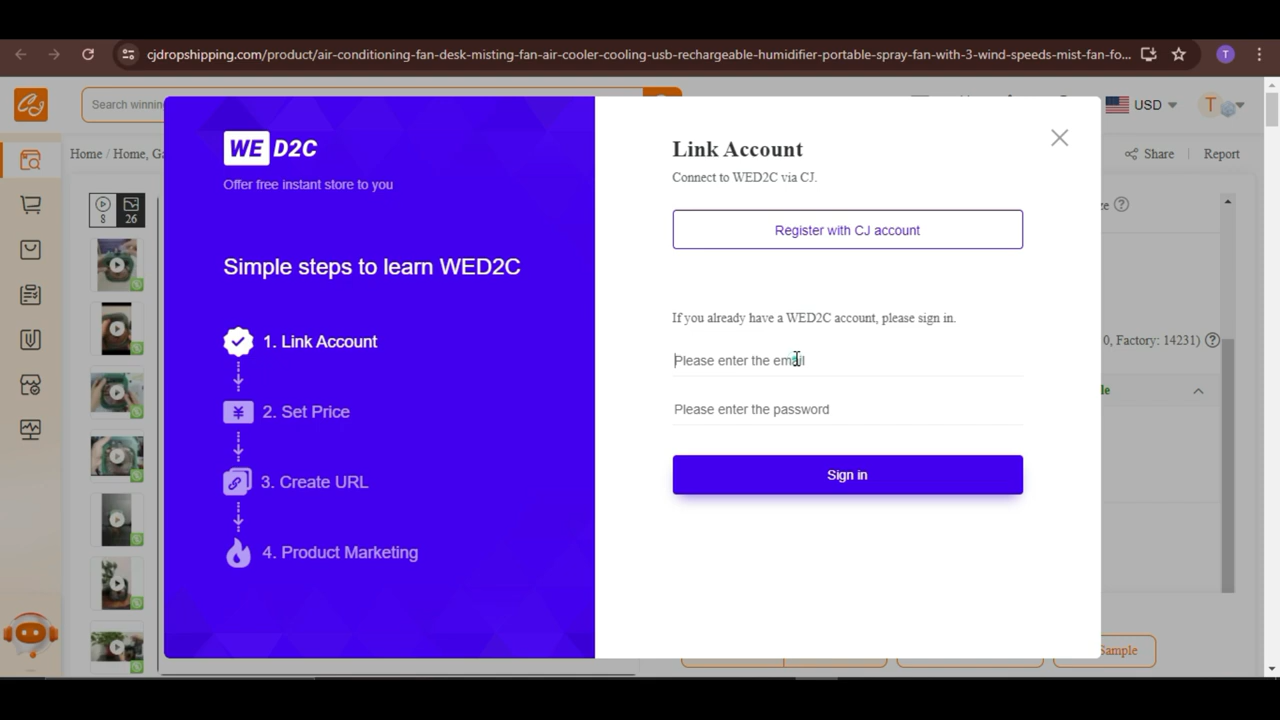 cjdropshipping.com/product/air-conditioning-fan-desk-misting-fan-air-cooler-cooling-usb-rechargeable-humidifier-portable-spray-fan-with-3-wind-speeds-mist-fan-fo...
T
Search winnin
USD
T
Home / Home, Ga
Share
Report
8
26
ze
0, Factory: 14231)
le
Sample
WE D2C
Offer free instant store to you
Simple steps to learn WED2C
1. Link Account
2. Set Price
3. Create URL
4. Product Marketing
Link Account
Connect to WED2C via CJ.
Register with CJ account
If you already have a WED2C account, please sign in.
Please enter the email
Please enter the password
Sign in